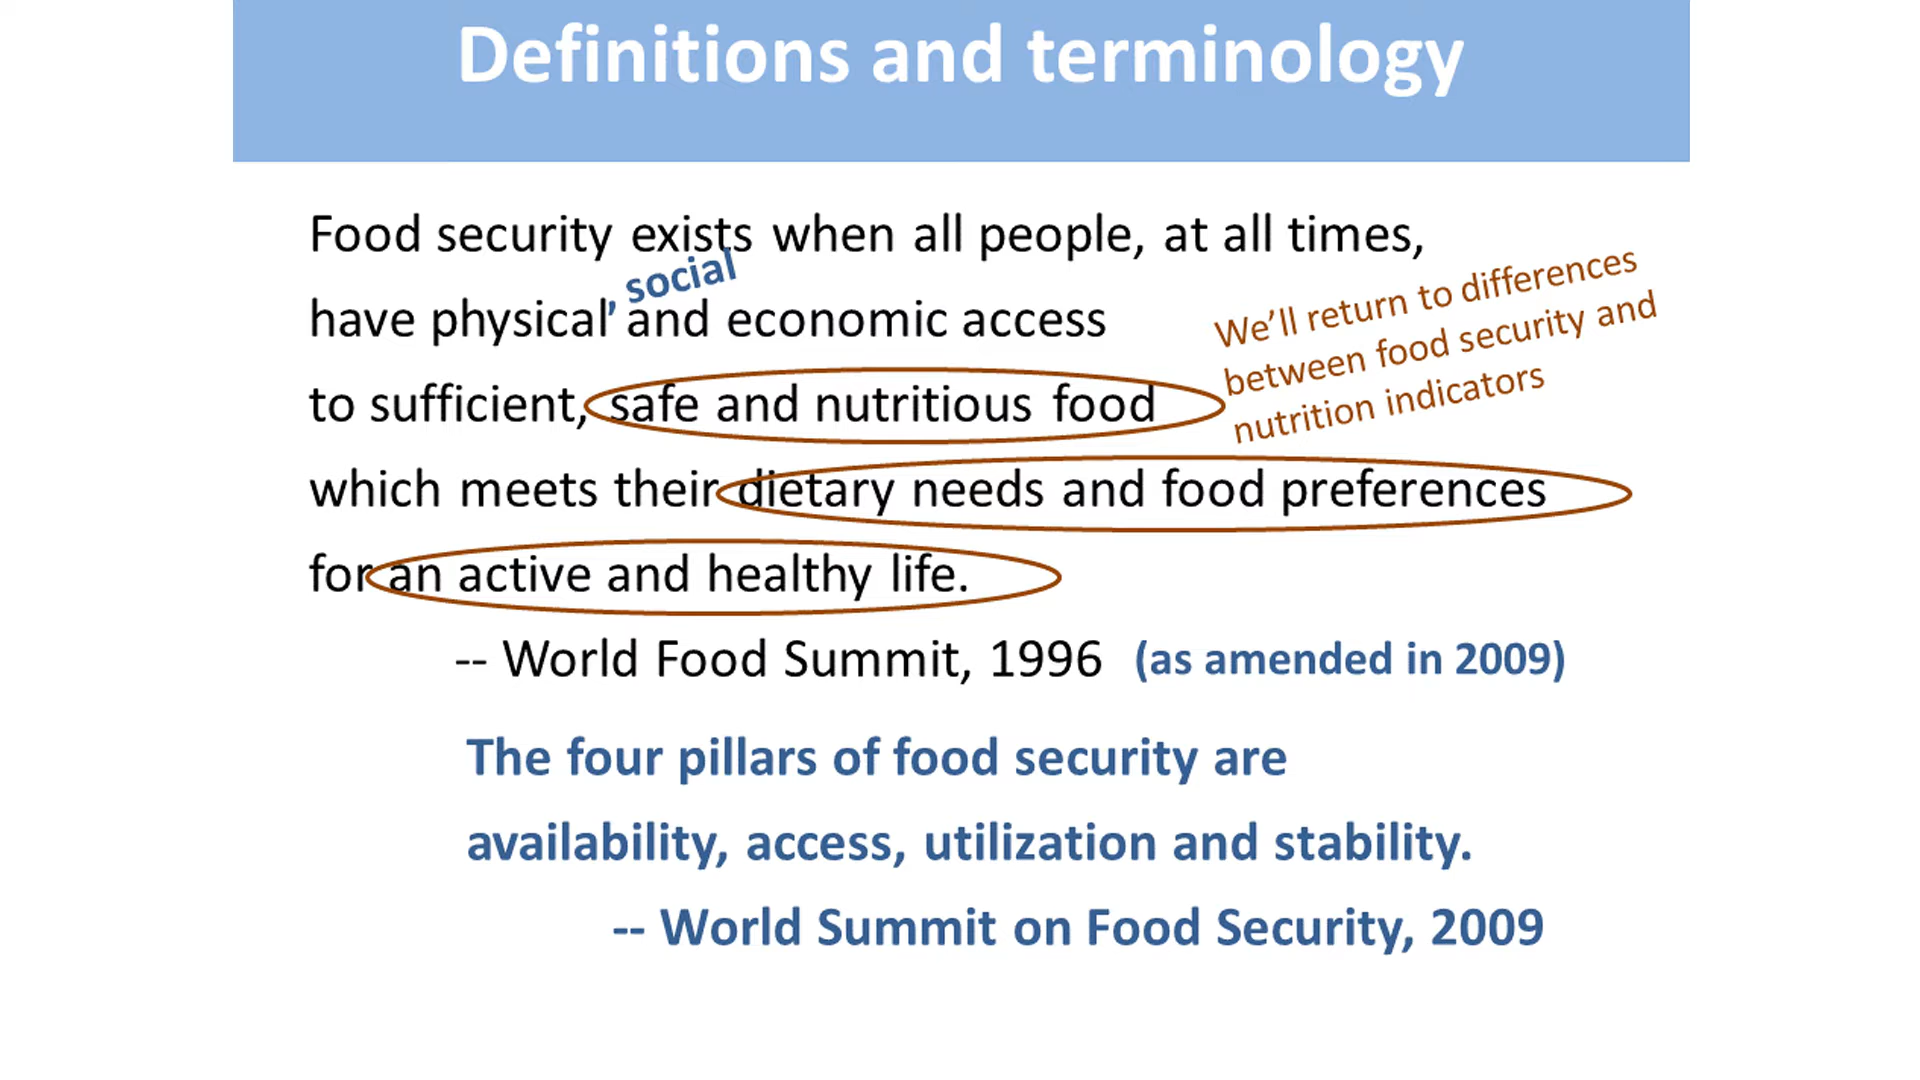 Definitions and terminology
Food security exists when all people, at all times,
, social
have physical and economic access
to sufficient, safe and nutritious food
We'll return to differences
between food security and
nutrition indicators
which meets their dietary needs and food preferences
for an active and healthy life.
-- World Food Summit, 1996 (as amended in 2009)
The four pillars of food security are
availability, access, utilization and stability.
-- World Summit on Food Security, 2009